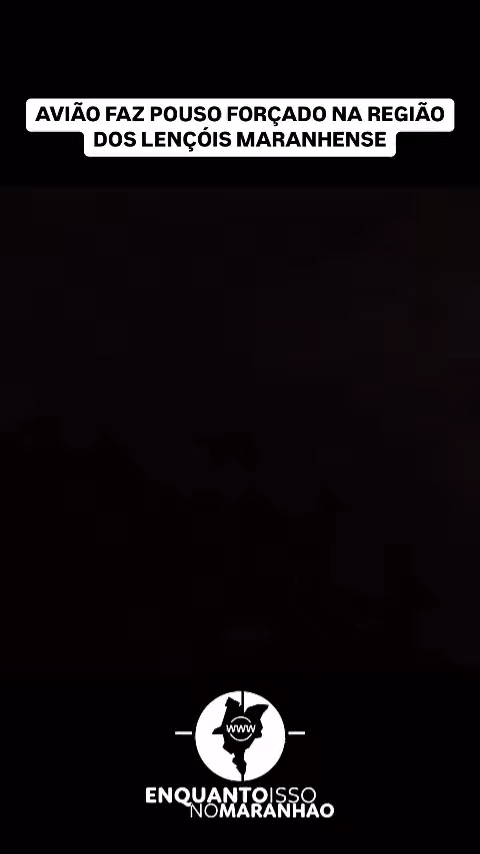 AVIÃO FAZ POUSO FORÇADO NA REGIÃO
DOS LENÇÓIS MARANHENSE
WWW
ENQUANTOISSO
NOMARANHAO